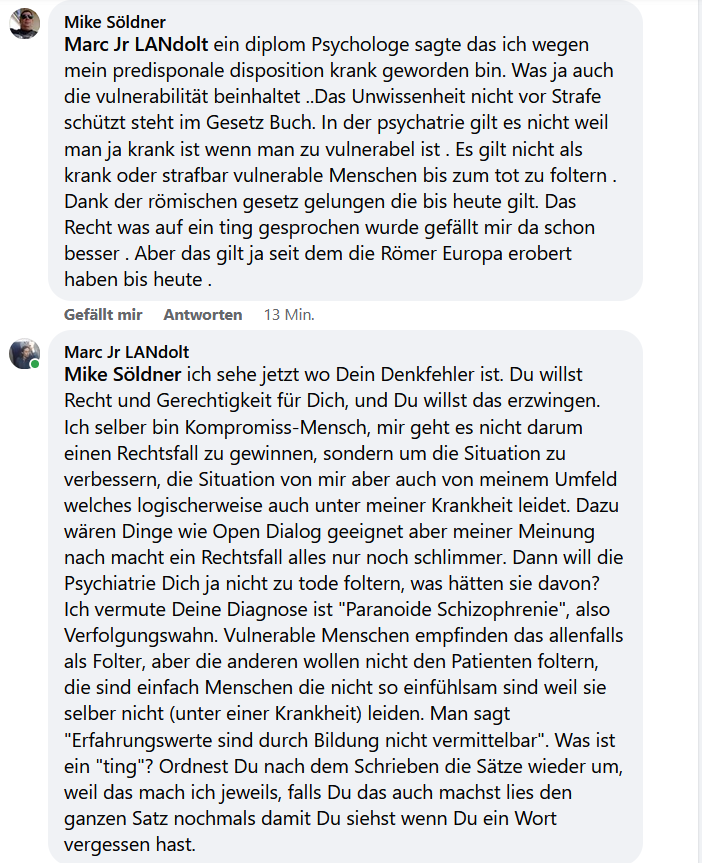 Mike Söldner
Marc Jr LANdolt ein diplom Psychologe sagte das ich wegen
mein predisponale disposition krank geworden bin. Was ja auch
die vulnerabilität beinhaltet ..Das Unwissenheit nicht vor Strafe
schützt steht im Gesetz Buch. In der psychatrie gilt es nicht weil
man ja krank ist wenn man zu vulnerabel ist . Es gilt nicht als
krank oder strafbar vulnerable Menschen bis zum tot zu foltern .
Dank der römischen gesetz gelungen die bis heute gilt. Das
Recht was auf ein ting gesprochen wurde gefällt mir da schon
besser . Aber das gilt ja seit dem die Römer Europa erobert
haben bis heute .
Gefällt mir Antworten 13 Min.
Marc Jr LANdolt
Mike Söldner ich sehe jetzt wo Dein Denkfehler ist. Du willst
Recht und Gerechtigkeit für Dich, und Du willst das erzwingen.
Ich selber bin Kompromiss-Mensch, mir geht es nicht darum
einen Rechtsfall zu gewinnen, sondern um die Situation zu
verbessern, die Situation von mir aber auch von meinem Umfeld
welches logischerweise auch unter meiner Krankheit leidet. Dazu
wären Dinge wie Open Dialog geeignet aber meiner Meinung
nach macht ein Rechtsfall alles nur noch schlimmer. Dann will die
Psychiatrie Dich ja nicht zu tode foltern, was hätten sie davon?
Ich vermute Deine Diagnose ist "Paranoide Schizophrenie", also
Verfolgungswahn. Vulnerable Menschen empfinden das allenfalls
als Folter, aber die anderen wollen nicht den Patienten foltern,
die sind einfach Menschen die nicht so einfühlsam sind weil sie
selber nicht (unter einer Krankheit) leiden. Man sagt
"Erfahrungswerte sind durch Bildung nicht vermittelbar". Was ist
ein "ting"? Ordnest Du nach dem Schrieben die Sätze wieder um,
weil das mach ich jeweils, falls Du das auch machst lies den
ganzen Satz nochmals damit Du siehst wenn Du ein Wort
vergessen hast.